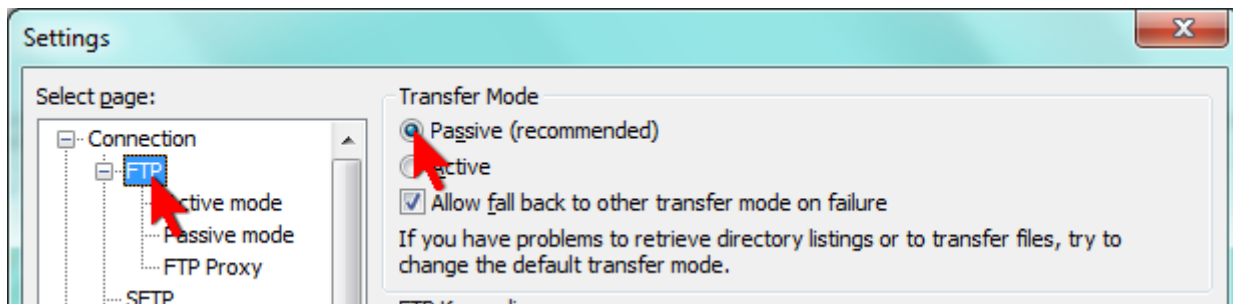 Settings
Select page:
Connection
FTP
Active mode
Passive mode
FTP Proxy
SFTP
Transfer Mode
Passive (recommended)
Active
Allow fall back to other transfer mode on failure
If you have problems to retrieve directory listings or to transfer files, try to
change the default transfer mode.